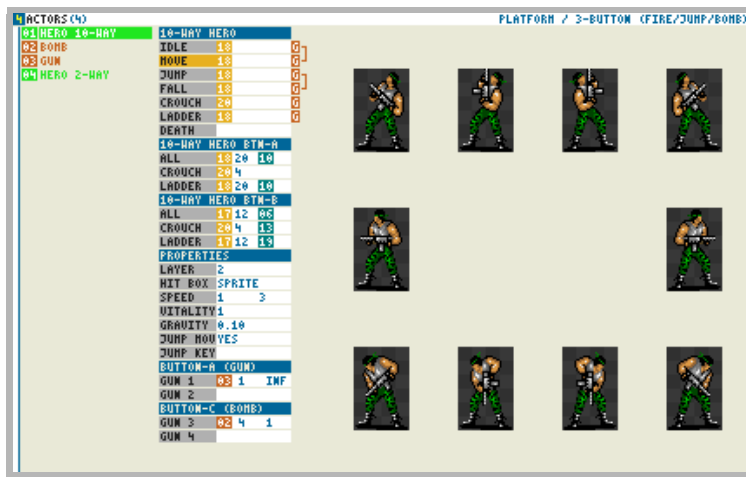 4 ACTORS(4) PLATFORM / 3-BUTTON (FIRE/JUMP/BOMB)
01 HERO 10-WAY
02 BOMB
03 GUN
04 HERO 2-WAY
10-WAY HERO
IDLE 18 G
MOVE 18 G
JUMP 18 G
FALL 18 G
CROUCH 20 G
LADDER 18 G
DEATH
10-WAY HERO BTN-A
ALL 18 20 10
CROUCH 20 4
LADDER 18 20 10
10-WAY HERO BTN-B
ALL 17 12 06
CROUCH 20 4 13
LADDER 17 12 19
PROPERTIES
LAYER 2
HIT BOX SPRITE
SPEED 1 3
VITALITY 1
GRAVITY 0.10
JUMP MOV YES
JUMP KEY
BUTTON-A (GUN)
GUN 1 03 1 INF
GUN 2
BUTTON-C (BOMB)
GUN 3 02 4 1
GUN 4